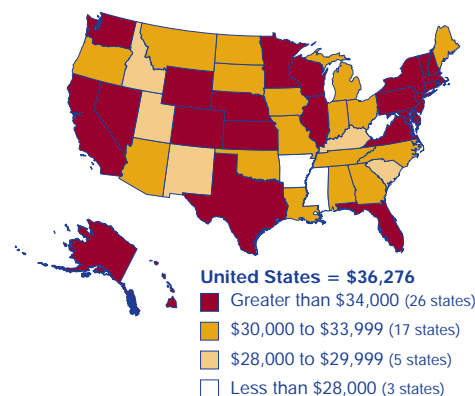 United States = $36,276
Greater than $34,000 (26 states)
$30,000 to $33,999 (17 states)
$28,000 to $29,999 (5 states)
Less than $28,000 (3 states)